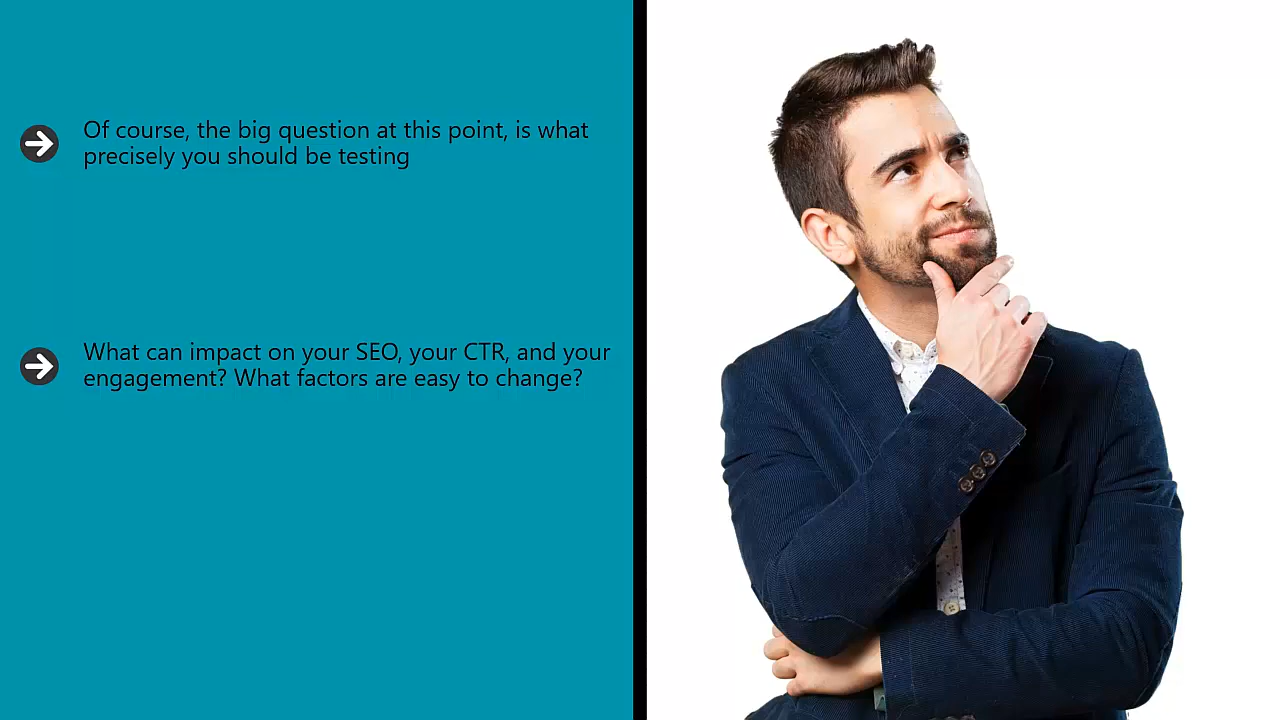 Of course, the big question at this point, is what
precisely you should be testing
What can impact on your SEO, your CTR, and your
engagement? What factors are easy to change?